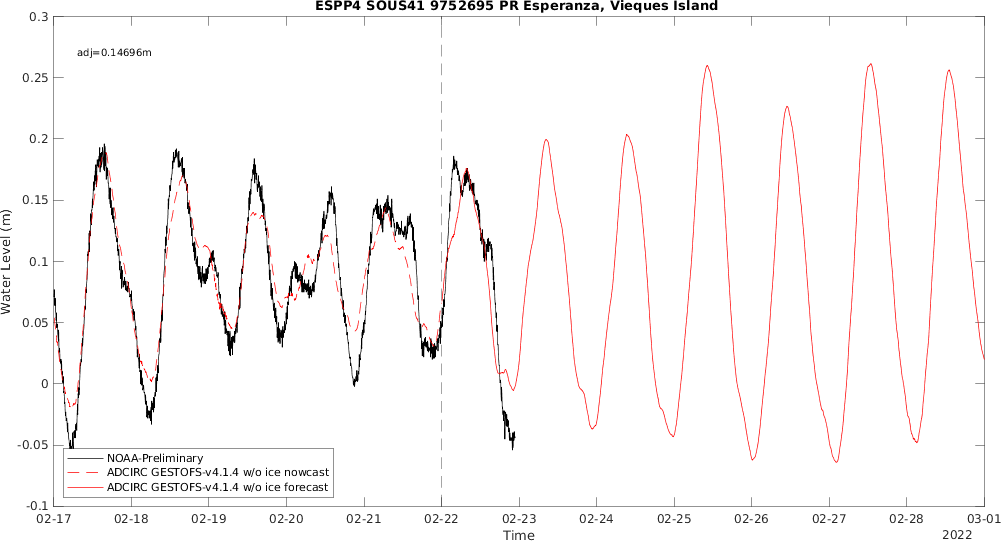 ESPP4 SOUS41 9752695 PR Esperanza, Vieques Island
0.3
adj=0.14696m
0.25
0.2
0.15
0.1
0.05
0
-0.05
-0.1
Water Level (m)
NOAA-Preliminary
ADCIRC GESTOFS-v4.1.4 w/o ice nowcast
ADCIRC GESTOFS-v4.1.4 w/o ice forecast
02-17 02-18 02-19 02-20 02-21 02-22 02-23 02-24 02-25 02-26 02-27 02-28 03-01
Time
2022